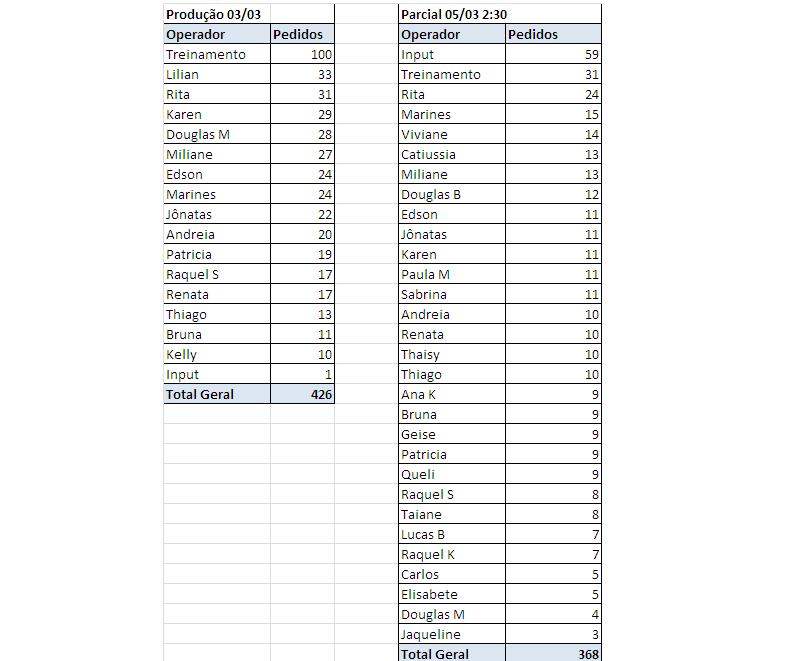 Produção 03/03
Operador Pedidos
Treinamento 100
Lilian 33
Rita 31
Karen 29
Douglas M 28
Miliane 27
Edson 24
Marines 24
Jônatas 22
Andreia 20
Patricia 19
Raquel S 17
Renata 17
Thiago 13
Bruna 11
Kelly 10
Input 1
Total Geral 426
Parcial 05/03 2:30
Operador Pedidos
Input 59
Treinamento 31
Rita 24
Marines 15
Viviane 14
Catiussia 13
Miliane 13
Douglas B 12
Edson 11
Jônatas 11
Karen 11
Paula M 11
Sabrina 11
Andreia 10
Renata 10
Thaisy 10
Thiago 10
Ana K 9
Bruna 9
Geise 9
Patricia 9
Queli 9
Raquel S 8
Taiane 8
Lucas B 7
Raquel K 7
Carlos 5
Elisabete 5
Douglas M 4
Jaqueline 3
Total Geral 368